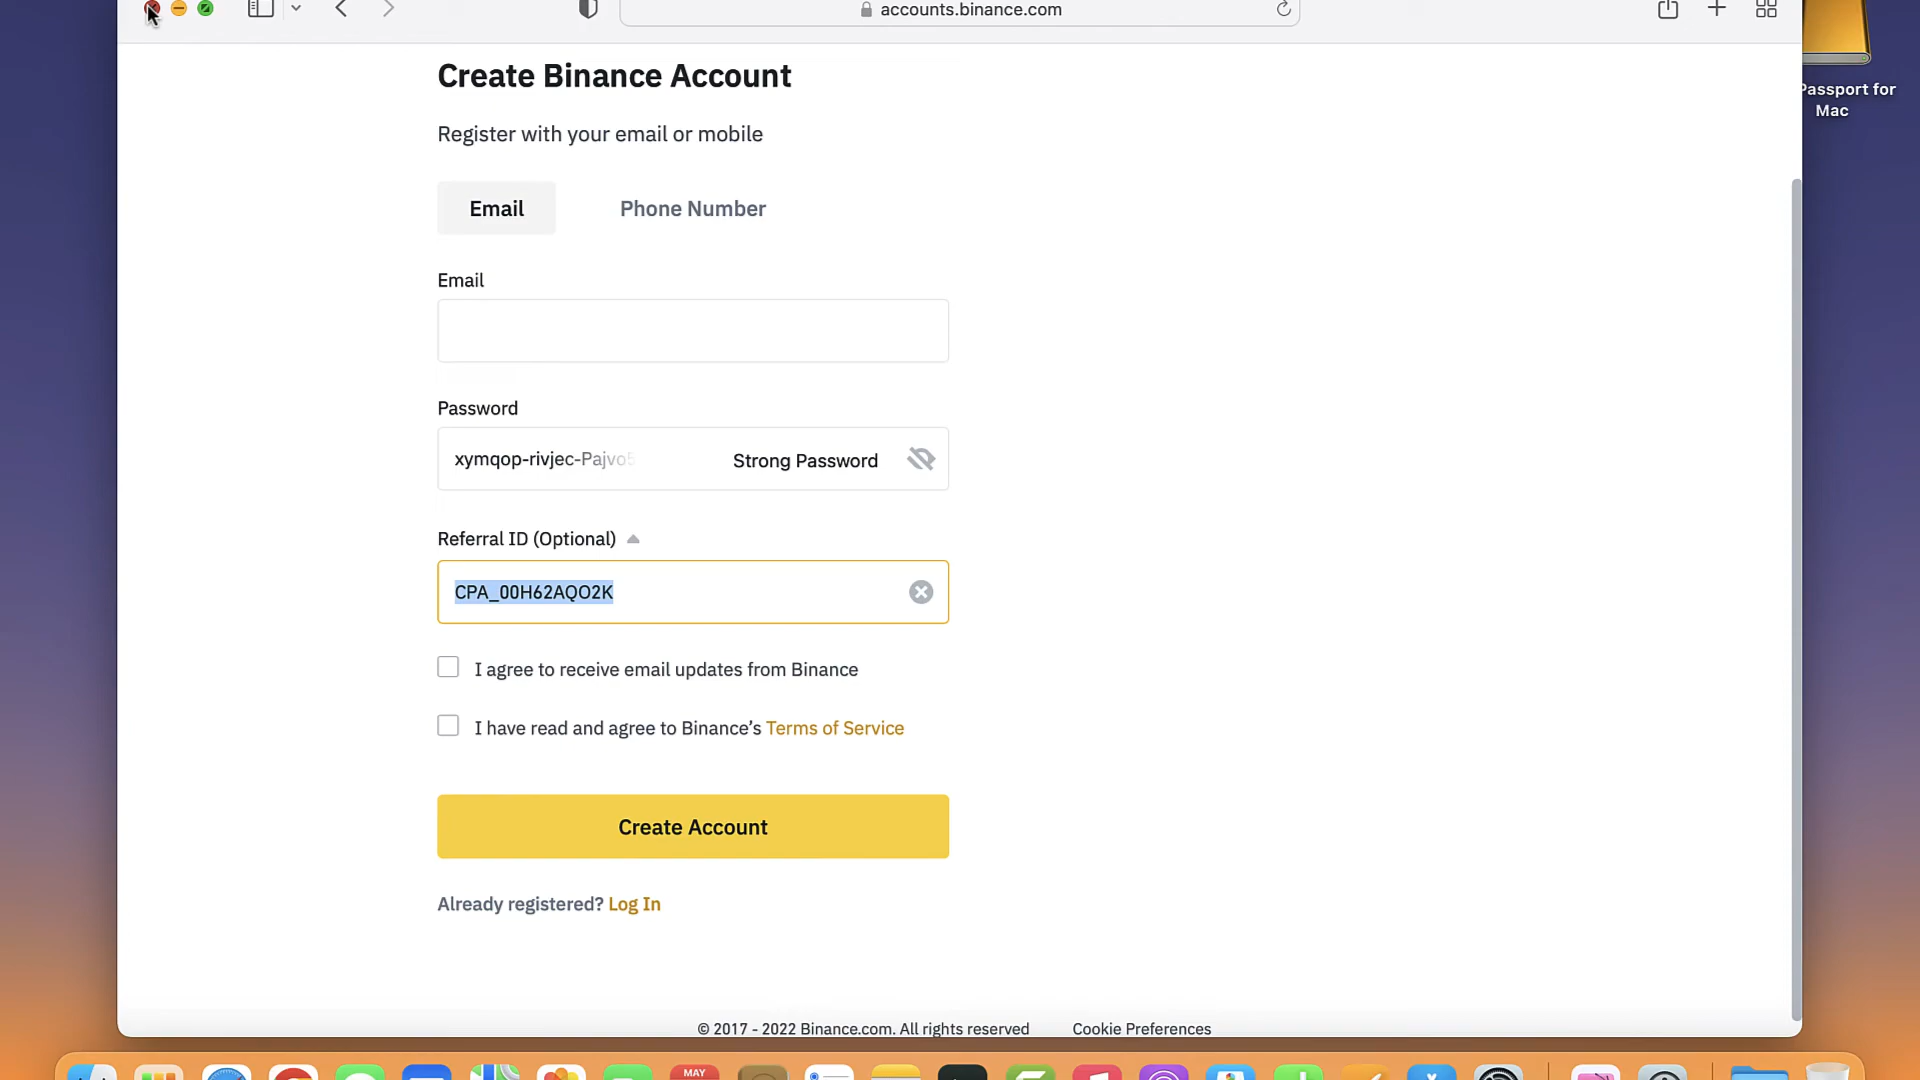 accounts.binance.com
Passport for
Mac
Create Binance Account
Register with your email or mobile
Email
Phone Number
Email
Password
xymqop-rivjec-Pajvo5
Strong Password
Referral ID (Optional)
CPA_00H62AQO2K
I agree to receive email updates from Binance
I have read and agree to Binance’s Terms of Service
Create Account
Already registered? Log In
© 2017 - 2022 Binance.com. All rights reserved
Cookie Preferences
MAY